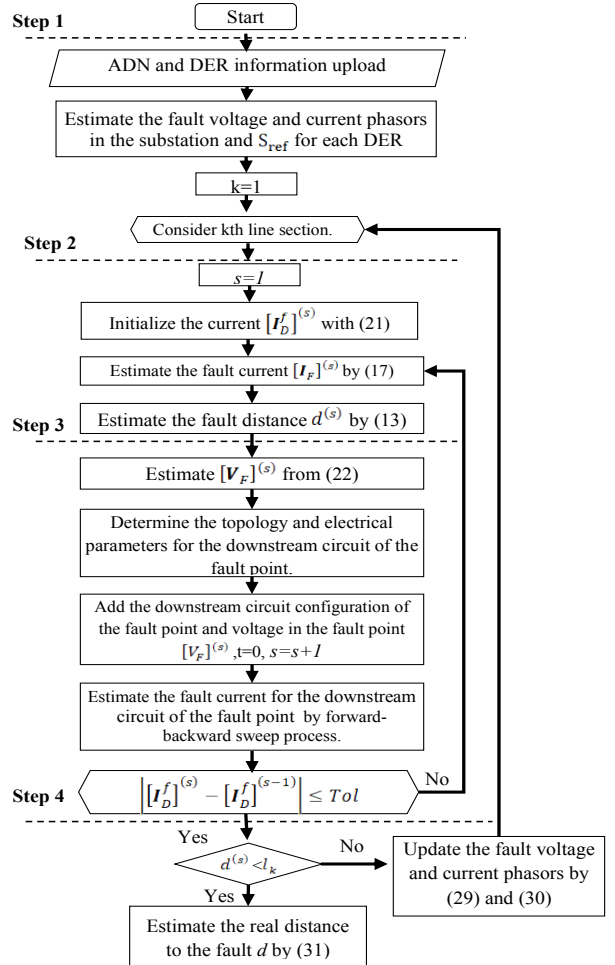 Step 1
Start
ADN and DER information upload
Estimate the fault voltage and current phasors
in the substation and S_ref for each DER
k=1
Consider kth line section.
Step 2
s=1
Initialize the current [I_D^f]^(s) with (21)
Estimate the fault current [I_F]^(s) by (17)
Estimate the fault distance d^(s) by (13)
Step 3
Estimate [V_F]^(s) from (22)
Determine the topology and electrical
parameters for the downstream circuit of the
fault point.
Add the downstream circuit configuration of
the fault point and voltage in the fault point
[V_F]^(s) ,t=0, s=s+1
Estimate the fault current for the downstream
circuit of the fault point by forward-
backward sweep process.
|[I_D^f]^(s) − [I_D^f]^(s−1)| ≤ Tol
No
Step 4
Yes
d^(s)<l_k
No
Update the fault voltage
and current phasors by
(29) and (30)
Yes
Estimate the real distance
to the fault d by (31)